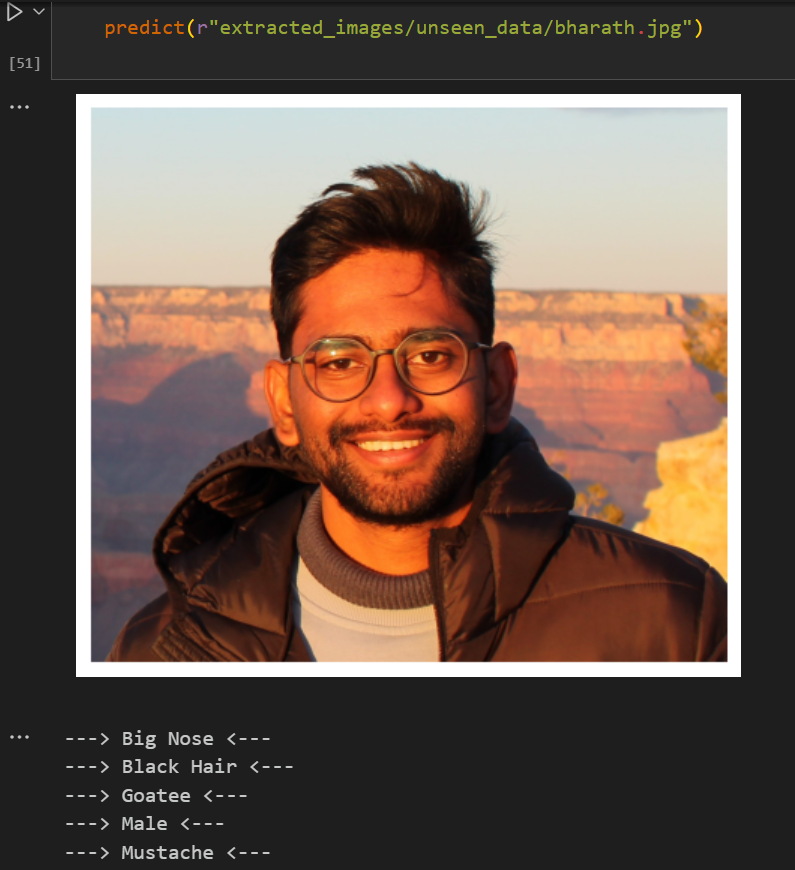 predict(r"extracted_images/unseen_data/bharath.jpg")
[51]
...
...
---> Big Nose <---
---> Black Hair <---
---> Goatee <---
---> Male <---
---> Mustache <---